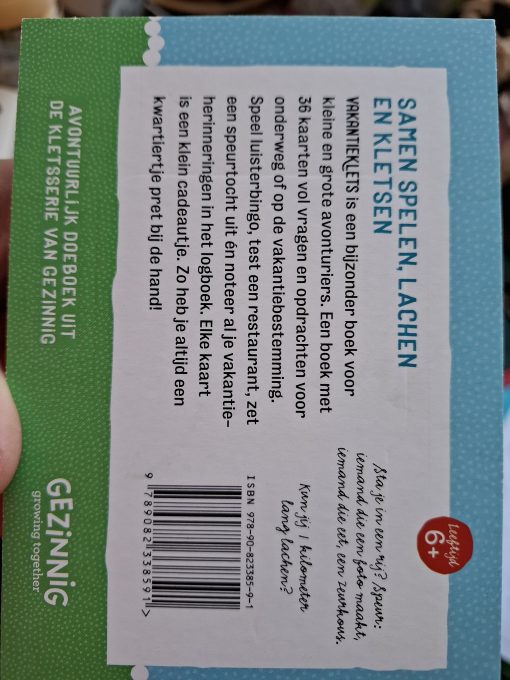 SAMEN SPELEN, LACHEN
EN KLETSEN
VAKANTIEKLETS is een bijzonder boek voor
kleine en grote avonturiers. Een boek met
36 kaarten vol vragen en opdrachten voor
onderweg of op de vakantiebestemming.
Speel luisterbingo, test een restaurant, zet
een speurtocht uit én noteer al je vakantie-
herinneringen in het logboek. Elke kaart
is een klein cadeautje. Zo heb je altijd een
kwartiertje pret bij de hand!
Leeftijd
6+
Sta je in een rij? Speur:
iemand die een foto maakt,
iemand die eet, een zeurkous.
Kun jij 1 kilometer
lang lachen?
ISBN 978-90-823385-9-1
9 789082 338591 >
AVONTUURLIJK DOEBOEK UIT
DE KLETSSERIE VAN GEZINNIG
GEZINNIG
growing together